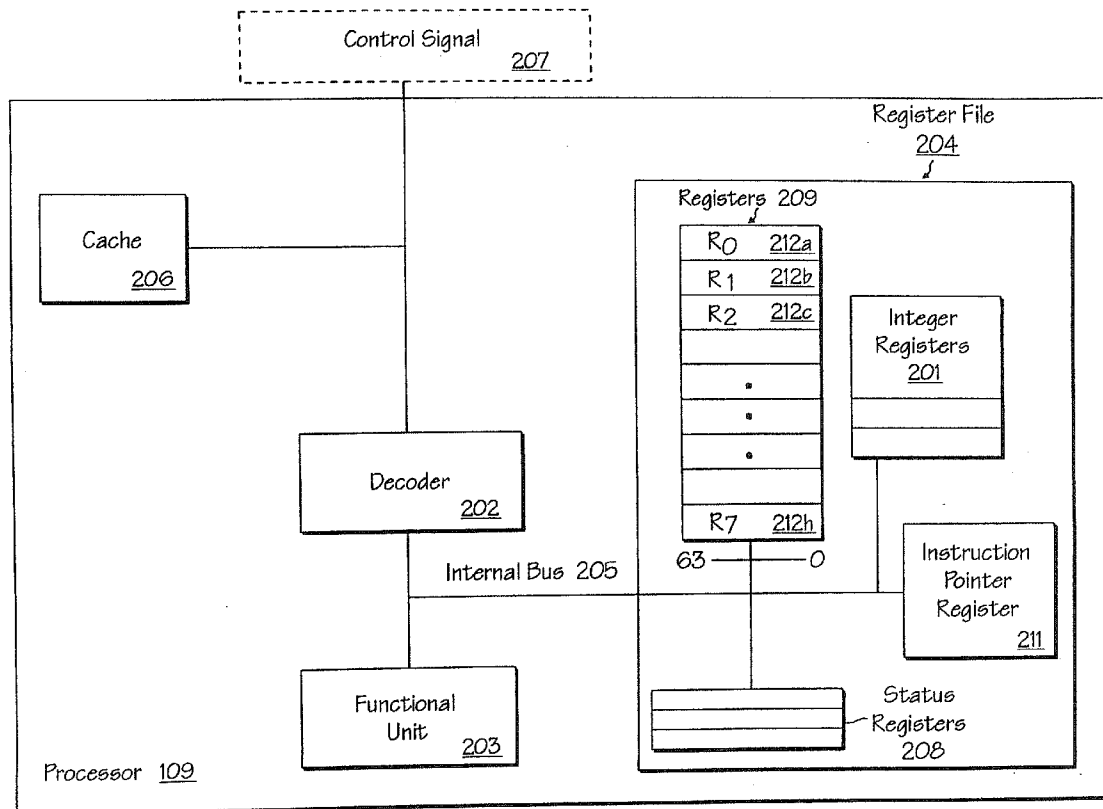 Control Signal
207
Register File
204
Registers 209
R0 212a
R1 212b
R2 212c
R7 212h
63 0
Cache
206
Integer
Registers
201
Decoder
202
Internal Bus 205
Instruction
Pointer
Register
211
Functional
Unit
203
Status
Registers
208
Processor 109